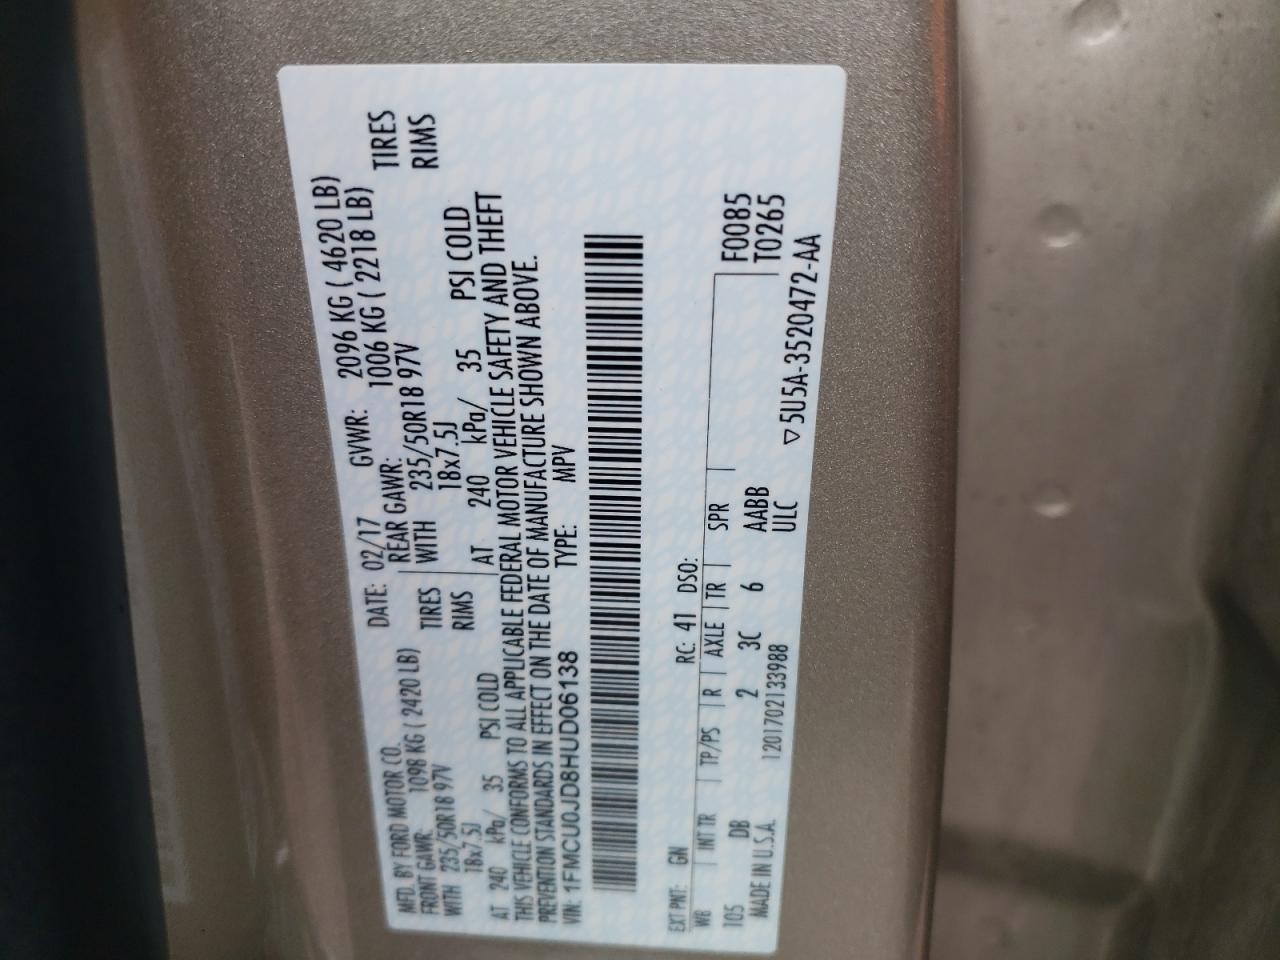 MFD. BY FORD MOTOR CO. DATE: 02/17 GVWR: 2096 KG ( 4620 LB)
FRONT GAWR: 1098 KG ( 2420 LB) REAR GAWR: 1006 KG ( 2218 LB)
WITH 235/50R18 97V TIRES WITH 235/50R18 97V TIRES
18x7.5J RIMS 18x7.5J RIMS
AT 240 kPa/ 35 PSI COLD AT 240 kPa/ 35 PSI COLD
THIS VEHICLE CONFORMS TO ALL APPLICABLE FEDERAL MOTOR VEHICLE SAFETY AND THEFT
PREVENTION STANDARDS IN EFFECT ON THE DATE OF MANUFACTURE SHOWN ABOVE.
VIN: 1FMCU0JD8HUD06138 TYPE: MPV
EXT PNT: GN RC: 41 DSO:
WB INT TR TP/PS R AXLE TR SPR F0085
105 DB 2 3C 6 AABB T0265
MADE IN U.S.A. 1201702133988 ULC
▽5U5A-3520472-AA